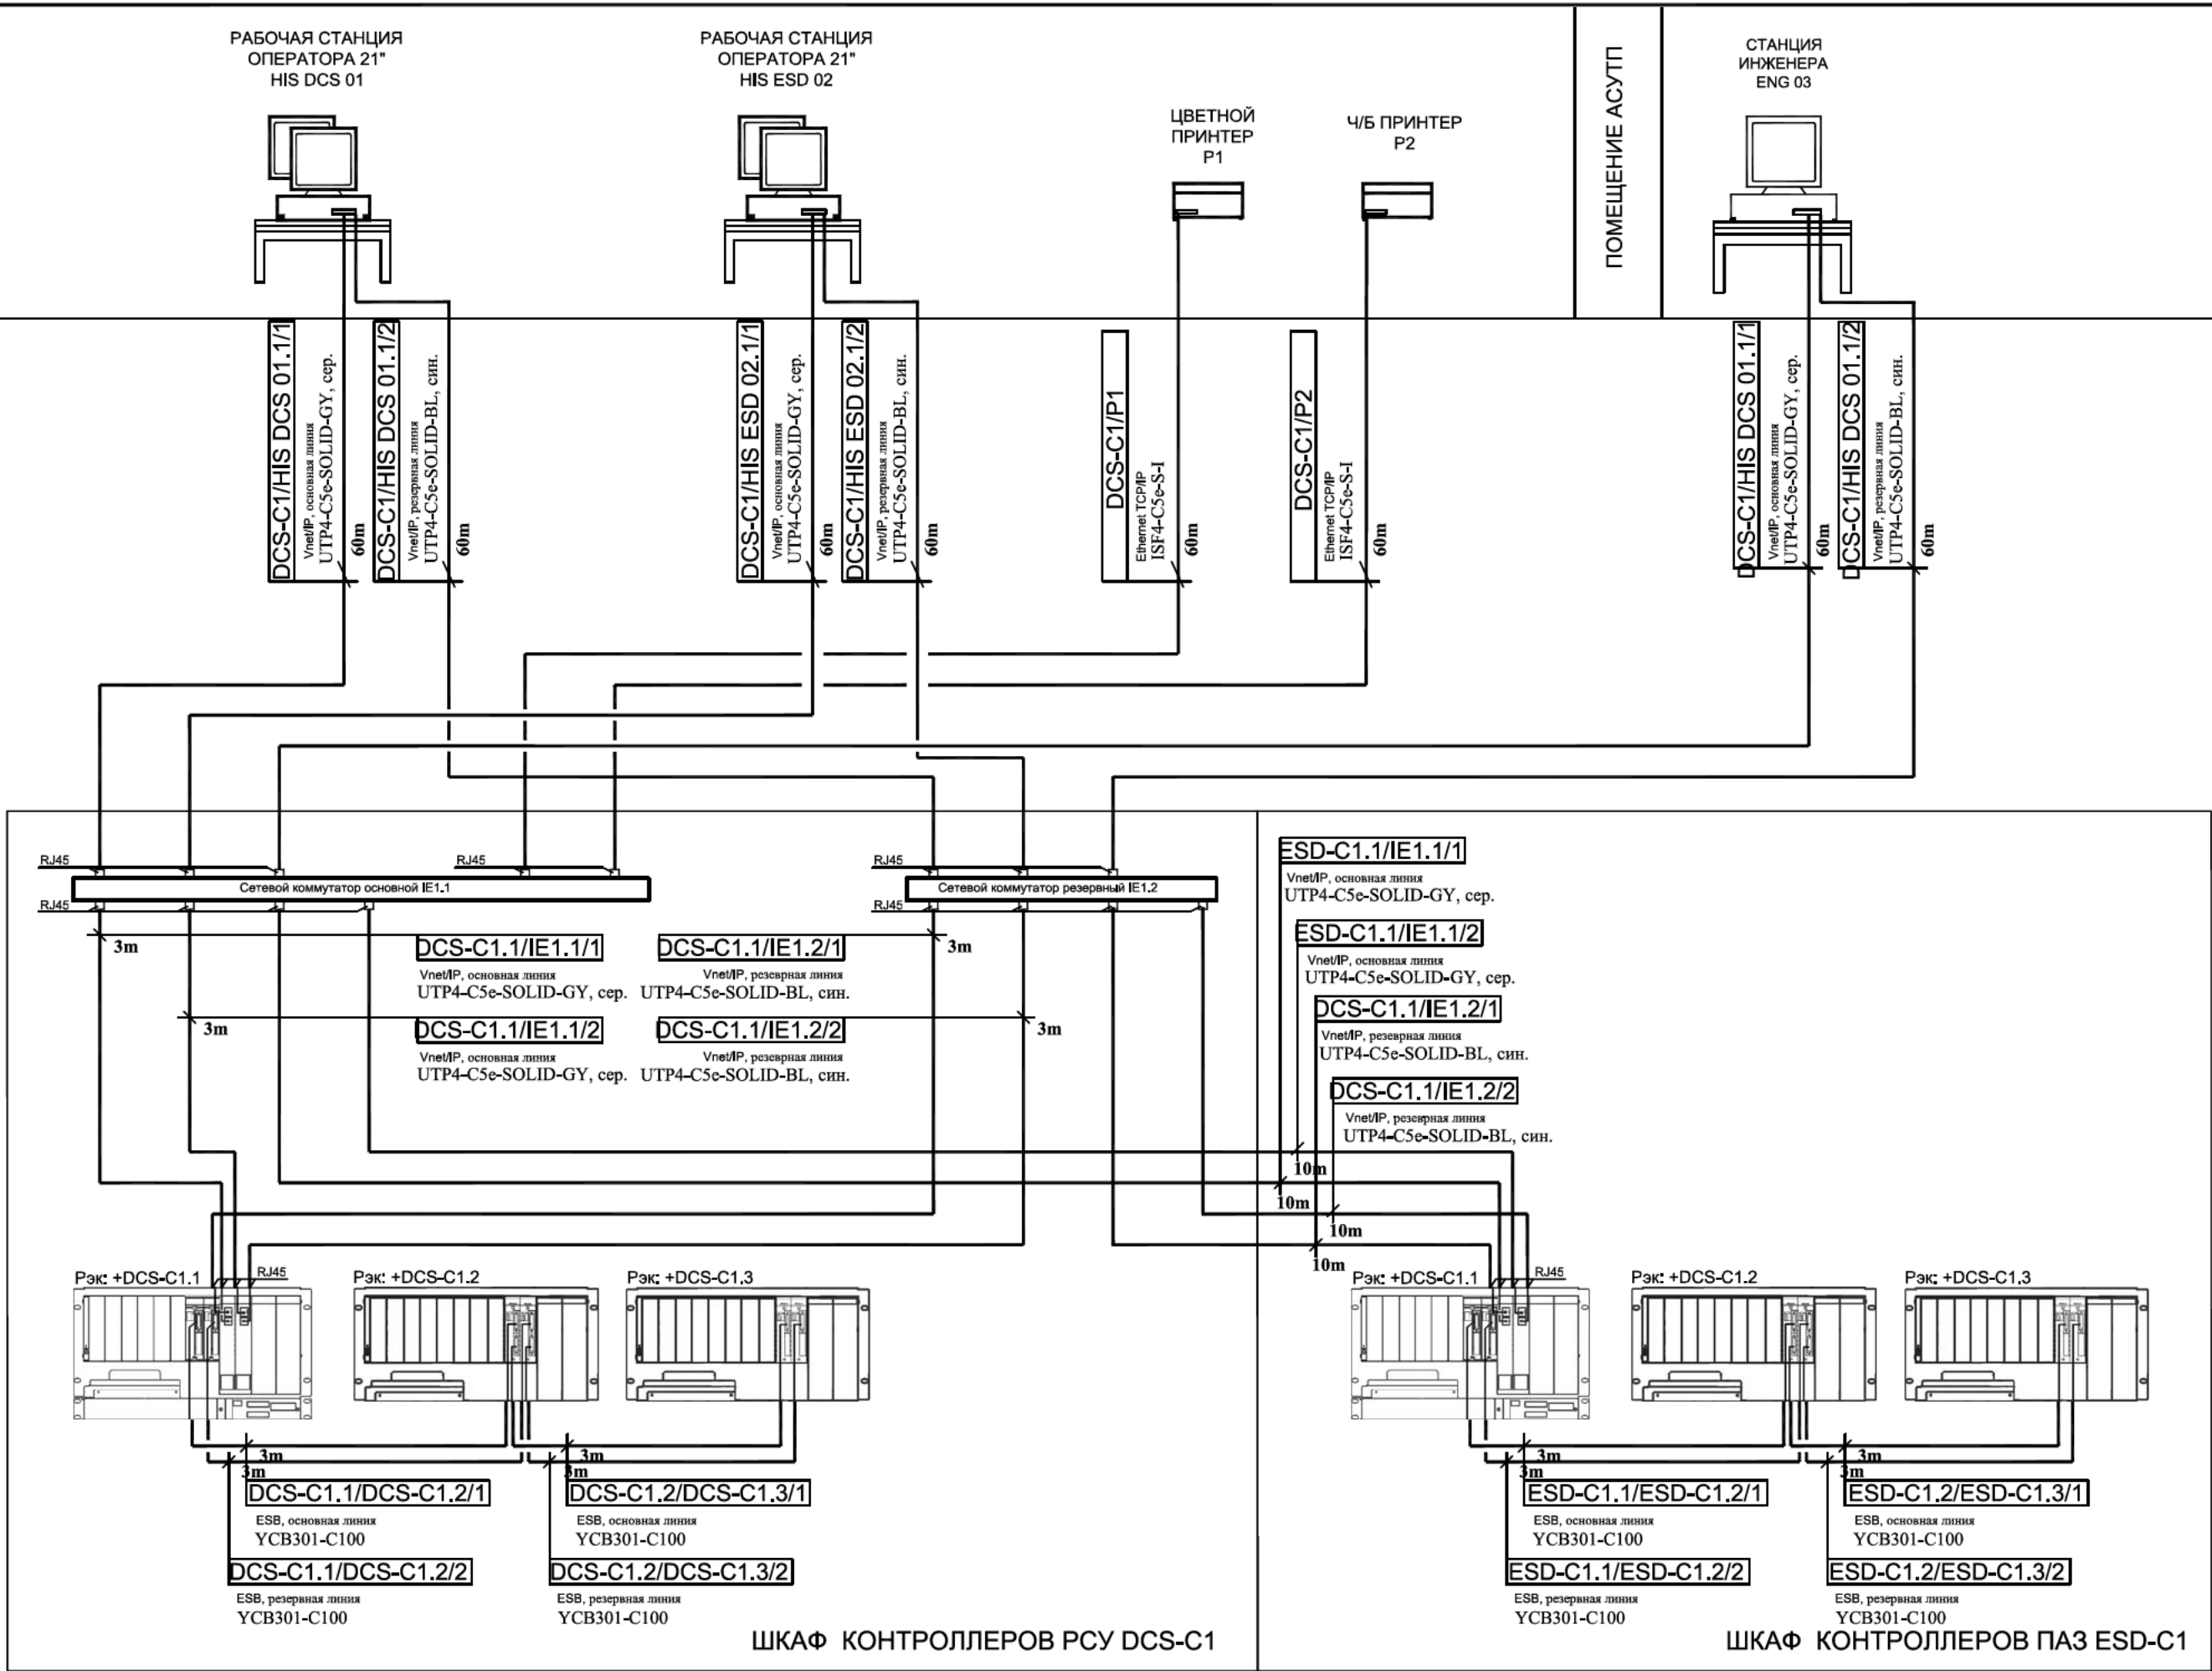 РАБОЧАЯ СТАНЦИЯ
ОПЕРАТОРА 21"
HIS DCS 01
РАБОЧАЯ СТАНЦИЯ
ОПЕРАТОРА 21"
HIS ESD 02
ЦВЕТНОЙ
ПРИНТЕР
P1
Ч/Б ПРИНТЕР
P2
ПОМЕЩЕНИЕ АСУТП
СТАНЦИЯ
ИНЖЕНЕРА
ENG 03
DCS-C1/HIS DCS 01.1/1
Vnet/IP, основная линия
UTP4-C5e-SOLID-GY, сер.
60m
DCS-C1/HIS DCS 01.1/2
Vnet/IP, резервная линия
UTP4-C5e-SOLID-BL, син.
60m
DCS-C1/HIS ESD 02.1/1
Vnet/IP, основная линия
UTP4-C5e-SOLID-GY, сер.
60m
DCS-C1/HIS ESD 02.1/2
Vnet/IP, резервная линия
UTP4-C5e-SOLID-BL, син.
60m
DCS-C1/P1
Ethernet TCP/IP
ISF4-C5e-S-I
60m
DCS-C1/P2
Ethernet TCP/IP
ISF4-C5e-S-I
60m
DCS-C1/HIS DCS 01.1/1
Vnet/IP, основная линия
UTP4-C5e-SOLID-GY, сер.
60m
DCS-C1/HIS DCS 01.1/2
Vnet/IP, резервная линия
UTP4-C5e-SOLID-BL, син.
60m
RJ45
RJ45
Сетевой коммутатор основной IE1.1
RJ45
RJ45
Сетевой коммутатор резервный IE1.2
RJ45
3m
DCS-C1.1/IE1.1/1
Vnet/IP, основная линия
UTP4-C5e-SOLID-GY, сер.
DCS-C1.1/IE1.2/1
Vnet/IP, резеврная линия
UTP4-C5e-SOLID-BL, син.
3m
3m
DCS-C1.1/IE1.1/2
Vnet/IP, основная линия
UTP4-C5e-SOLID-GY, сер.
DCS-C1.1/IE1.2/2
Vnet/IP, резеврная линия
UTP4-C5e-SOLID-BL, син.
3m
ESD-C1.1/IE1.1/1
Vnet/IP, основная линия
UTP4-C5e-SOLID-GY, сер.
ESD-C1.1/IE1.1/2
Vnet/IP, основная линия
UTP4-C5e-SOLID-GY, сер.
DCS-C1.1/IE1.2/1
Vnet/IP, резеврная линия
UTP4-C5e-SOLID-BL, син.
DCS-C1.1/IE1.2/2
Vnet/IP, резеврная линия
UTP4-C5e-SOLID-BL, син.
10m
10m
10m
10m
Рэк: +DCS-C1.1
RJ45
Рэк: +DCS-C1.2
Рэк: +DCS-C1.3
Рэк: +DCS-C1.1
RJ45
Рэк: +DCS-C1.2
Рэк: +DCS-C1.3
3m
3m
DCS-C1.1/DCS-C1.2/1
ESB, основная линия
YCB301-C100
DCS-C1.1/DCS-C1.2/2
ESB, резервная линия
YCB301-C100
3m
3m
DCS-C1.2/DCS-C1.3/1
ESB, основная линия
YCB301-C100
DCS-C1.2/DCS-C1.3/2
ESB, резервная линия
YCB301-C100
ШКАФ КОНТРОЛЛЕРОВ РСУ DCS-C1
3m
3m
ESD-C1.1/ESD-C1.2/1
ESB, основная линия
YCB301-C100
ESD-C1.1/ESD-C1.2/2
ESB, резервная линия
YCB301-C100
3m
3m
ESD-C1.2/ESD-C1.3/1
ESB, основная линия
YCB301-C100
ESD-C1.2/ESD-C1.3/2
ESB, резервная линия
YCB301-C100
ШКАФ КОНТРОЛЛЕРОВ ПАЗ ESD-C1